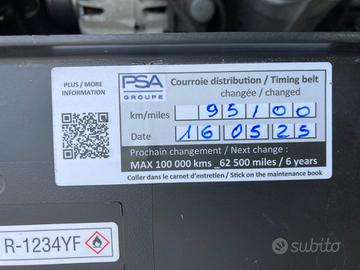 PLUS / MORE
INFORMATION
PSA
GROUPE
Courroie distribution / Timing belt
changée / changed
km/miles 95100
Date 160525
Prochain changement / Next change :
MAX 100 000 kms _62 500 miles / 6 years
Coller dans le carnet d'entretien / Stick on the maintenance book
R-1234YF
subito